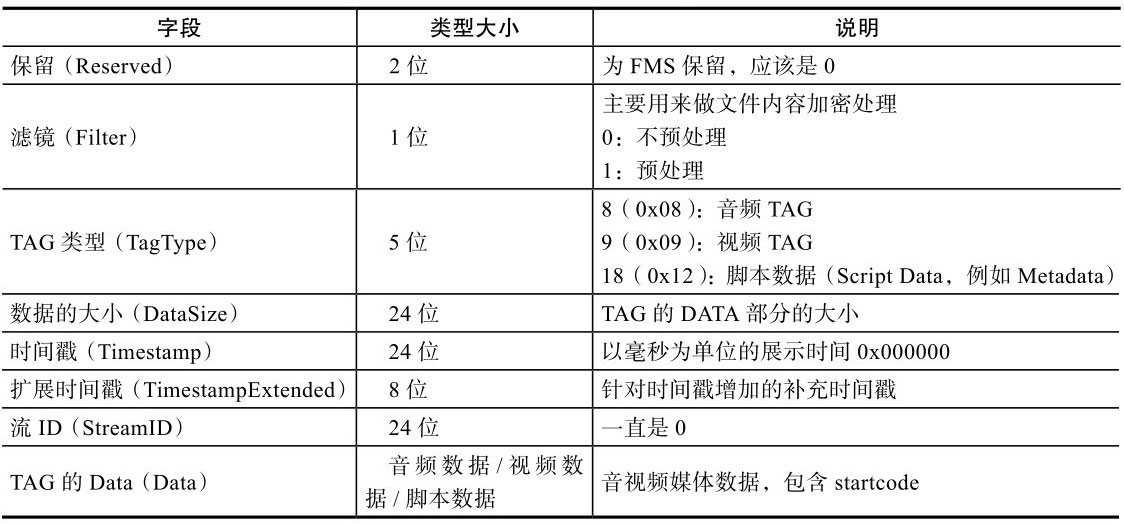 字段 类型大小 说明
保留（Reserved） 2 位 为 FMS 保留，应该是 0
滤镜（Filter） 1 位 主要用来做文件内容加密处理
0：不预处理
1：预处理
TAG 类型（TagType） 5 位 8（0x08）：音频 TAG
9（0x09）：视频 TAG
18（0x12）：脚本数据（Script Data，例如 Metadata）
数据的大小（DataSize） 24 位 TAG 的 DATA 部分的大小
时间戳（Timestamp） 24 位 以毫秒为单位的展示时间 0x000000
扩展时间戳（TimestampExtended） 8 位 针对时间戳增加的补充时间戳
流 ID（StreamID） 24 位 一直是 0
TAG 的 Data（Data） 音频数据 / 视频数
据 / 脚本数据 音视频媒体数据，包含 startcode